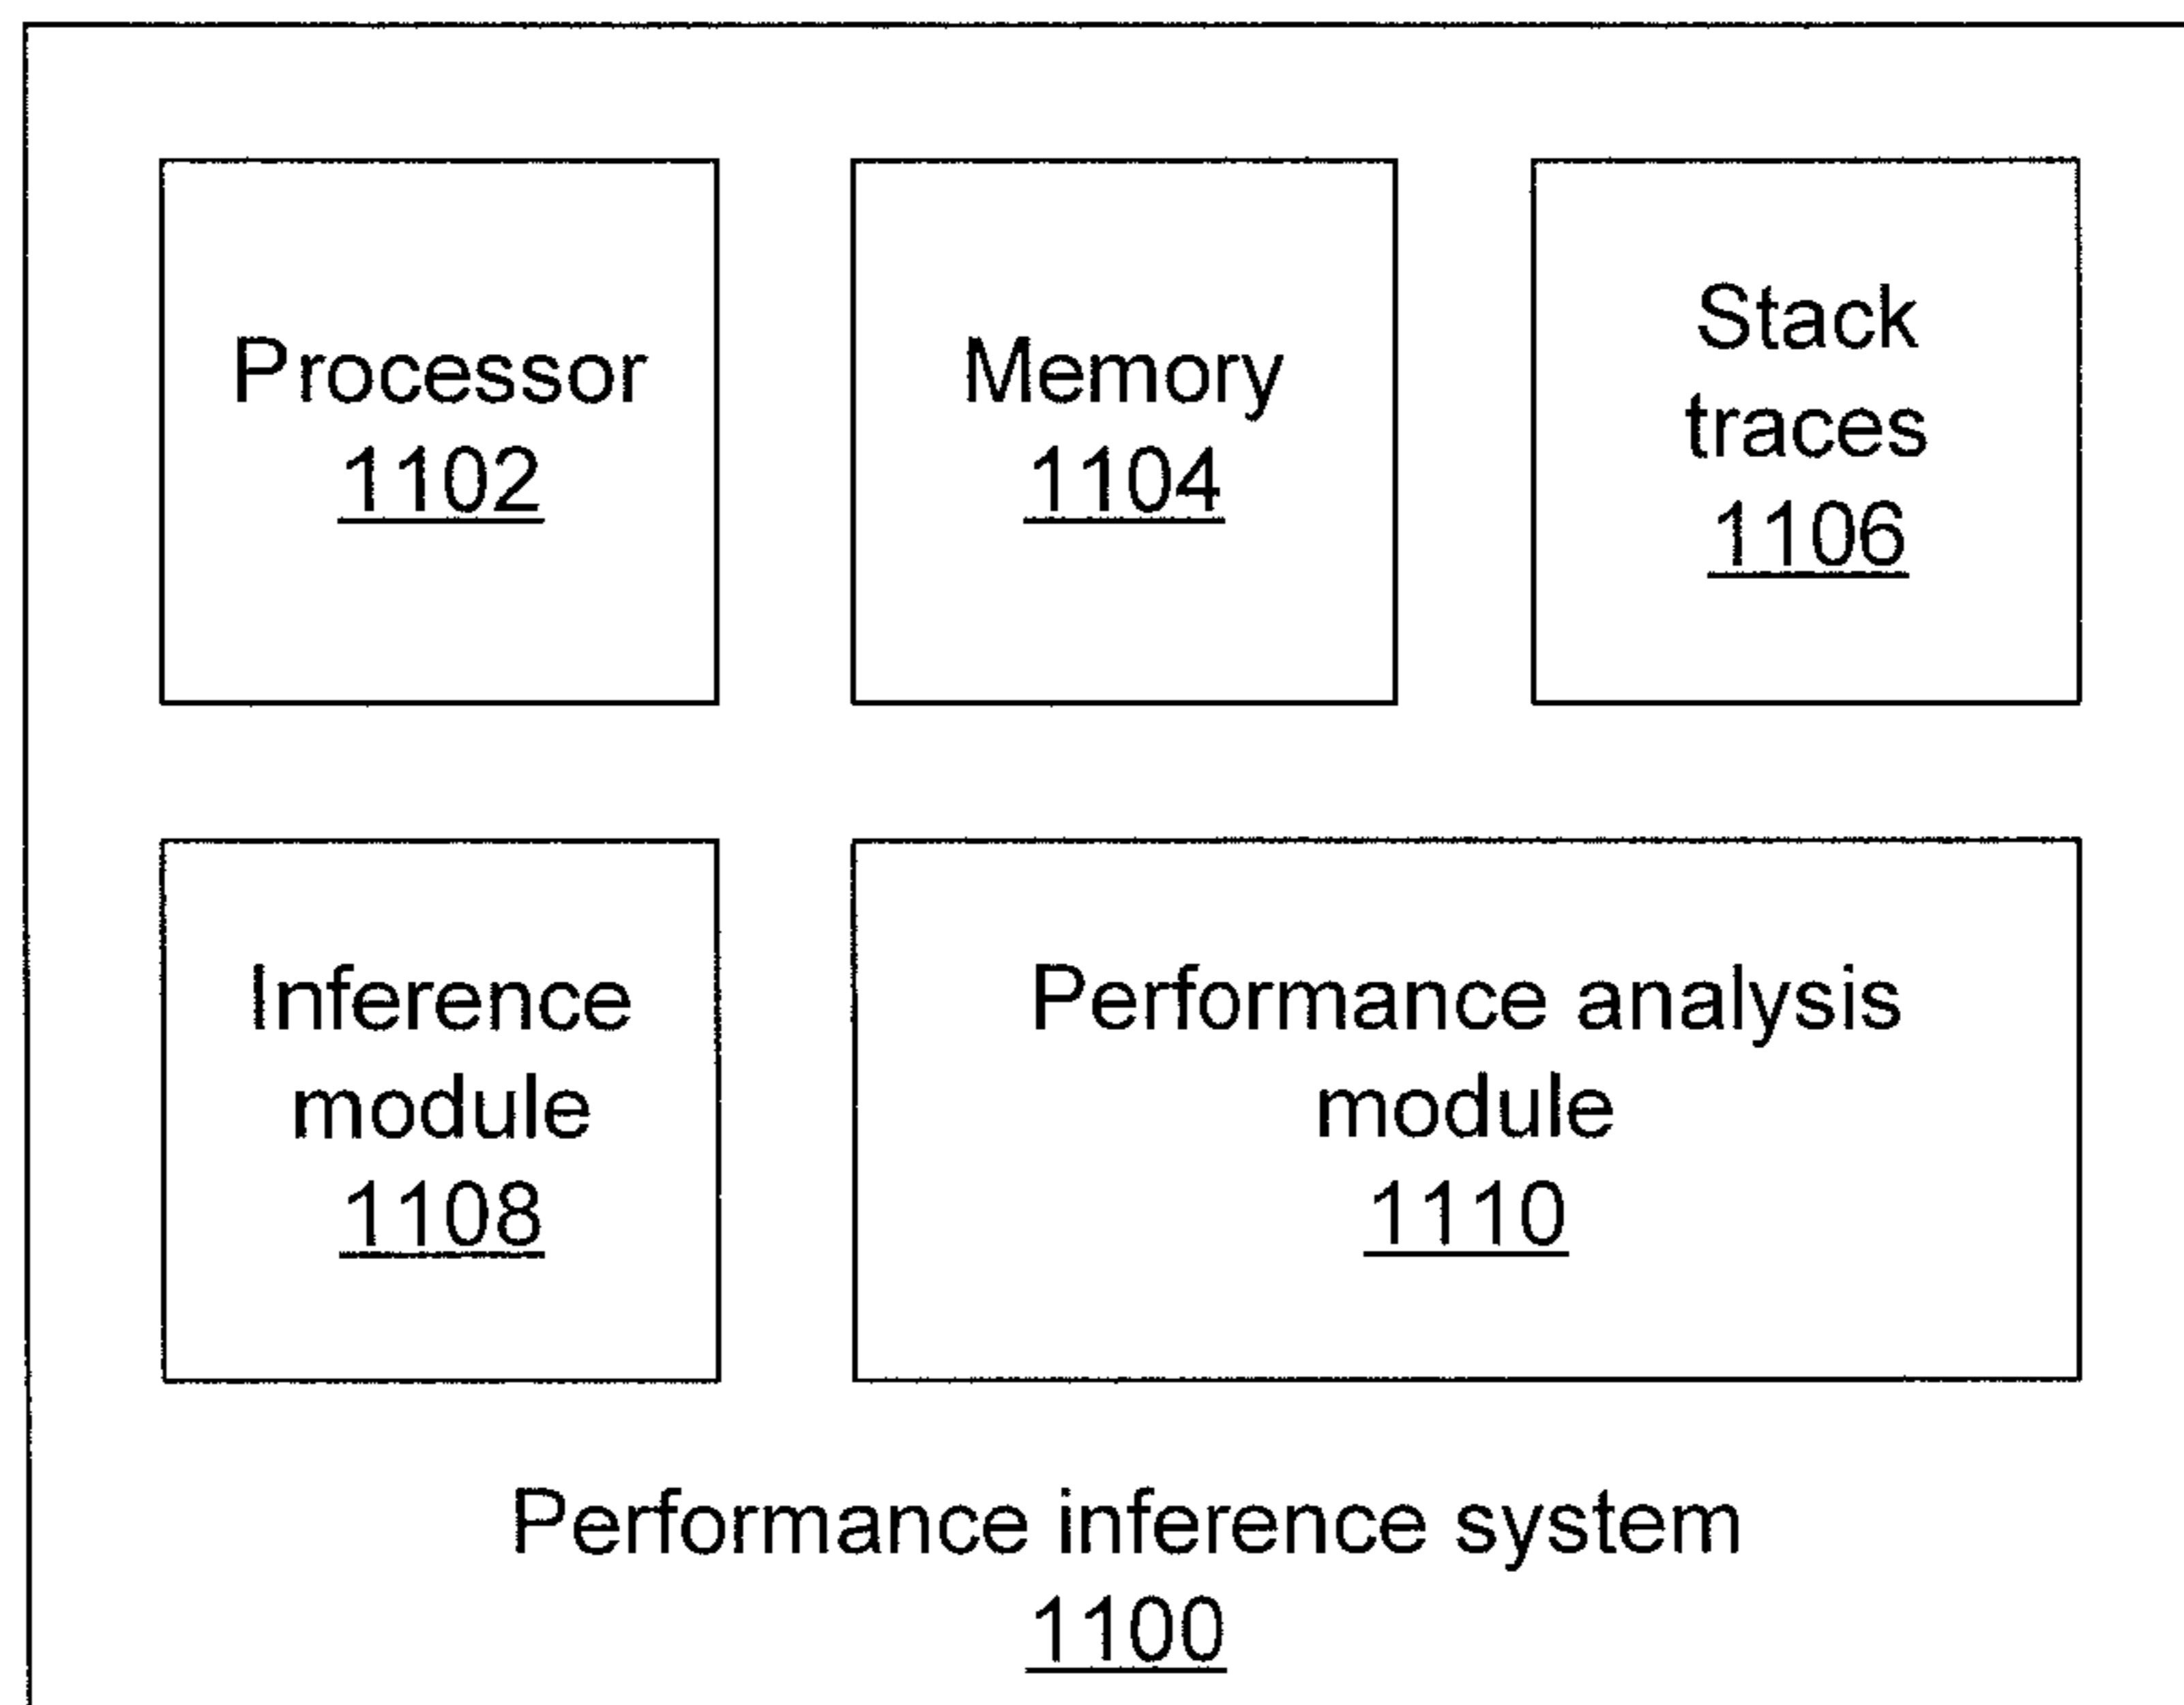 Processor
1102
Memory
1104
Stack
traces
1106
Inference
module
1108
Performance analysis
module
1110
Performance inference system
1100